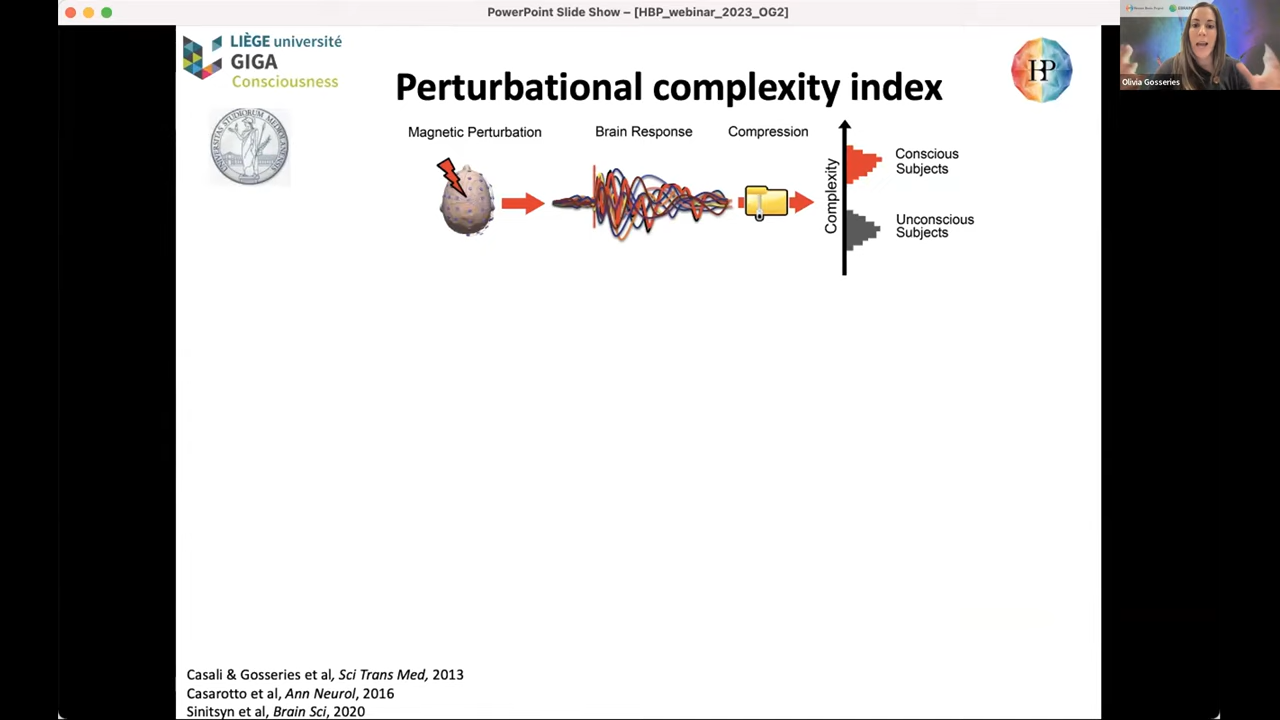 PowerPoint Slide Show – [HBP_webinar_2023_OG2]
LIÈGE université
GIGA
Consciousness
Perturbational complexity index
HP
Olivia Gosseries
Magnetic Perturbation
Brain Response
Compression
Complexity
Conscious
Subjects
Unconscious
Subjects
Casali & Gosseries et al, Sci Trans Med, 2013
Casarotto et al, Ann Neurol, 2016
Sinitsyn et al, Brain Sci, 2020